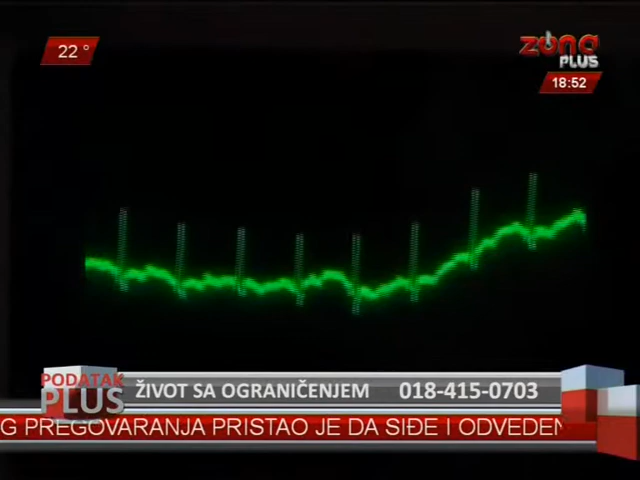 22 °
zona
PLUS
18:52
PODATAK
PLUS
ŽIVOT SA OGRANIČENJEM 018-415-0703
G PREGOVARANJA PRISTAO JE DA SIĐE I ODVEDEN